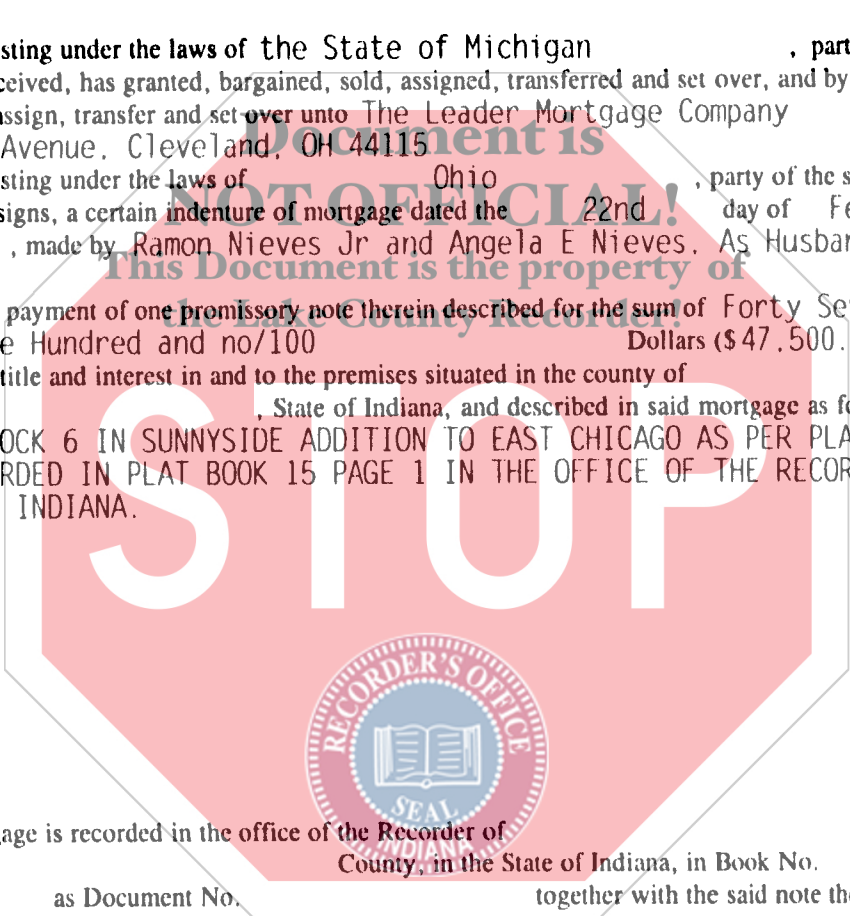 sting under the laws of the State of Michigan , part
ceived, has granted, bargained, sold, assigned, transferred and set over, and by
assign, transfer and set over unto The Leader Mortgage Company
Avenue, Cleveland, OH 44115
Document is
sting under the laws of Ohio , party of the s
NOT OFFICIAL!
signs, a certain indenture of mortgage dated the 22nd day of Fe
, made by Ramon Nieves Jr and Angela E Nieves, As Husban
This Document is the property of
payment of one promissory note therein described for the sum of Forty Se
the Lake County Recorder!
e Hundred and no/100 Dollars ($ 47,500.
title and interest in and to the premises situated in the county of
, State of Indiana, and described in said mortgage as fo
OCK 6 IN SUNNYSIDE ADDITION TO EAST CHICAGO AS PER PLA
RDED IN PLAT BOOK 15 PAGE 1 IN THE OFFICE OF THE RECOR
INDIANA.
STOP
RECORDER'S OFFICE
SEAL
INDIANA
age is recorded in the office of the Recorder of
County, in the State of Indiana, in Book No.
as Document No. together with the said note the